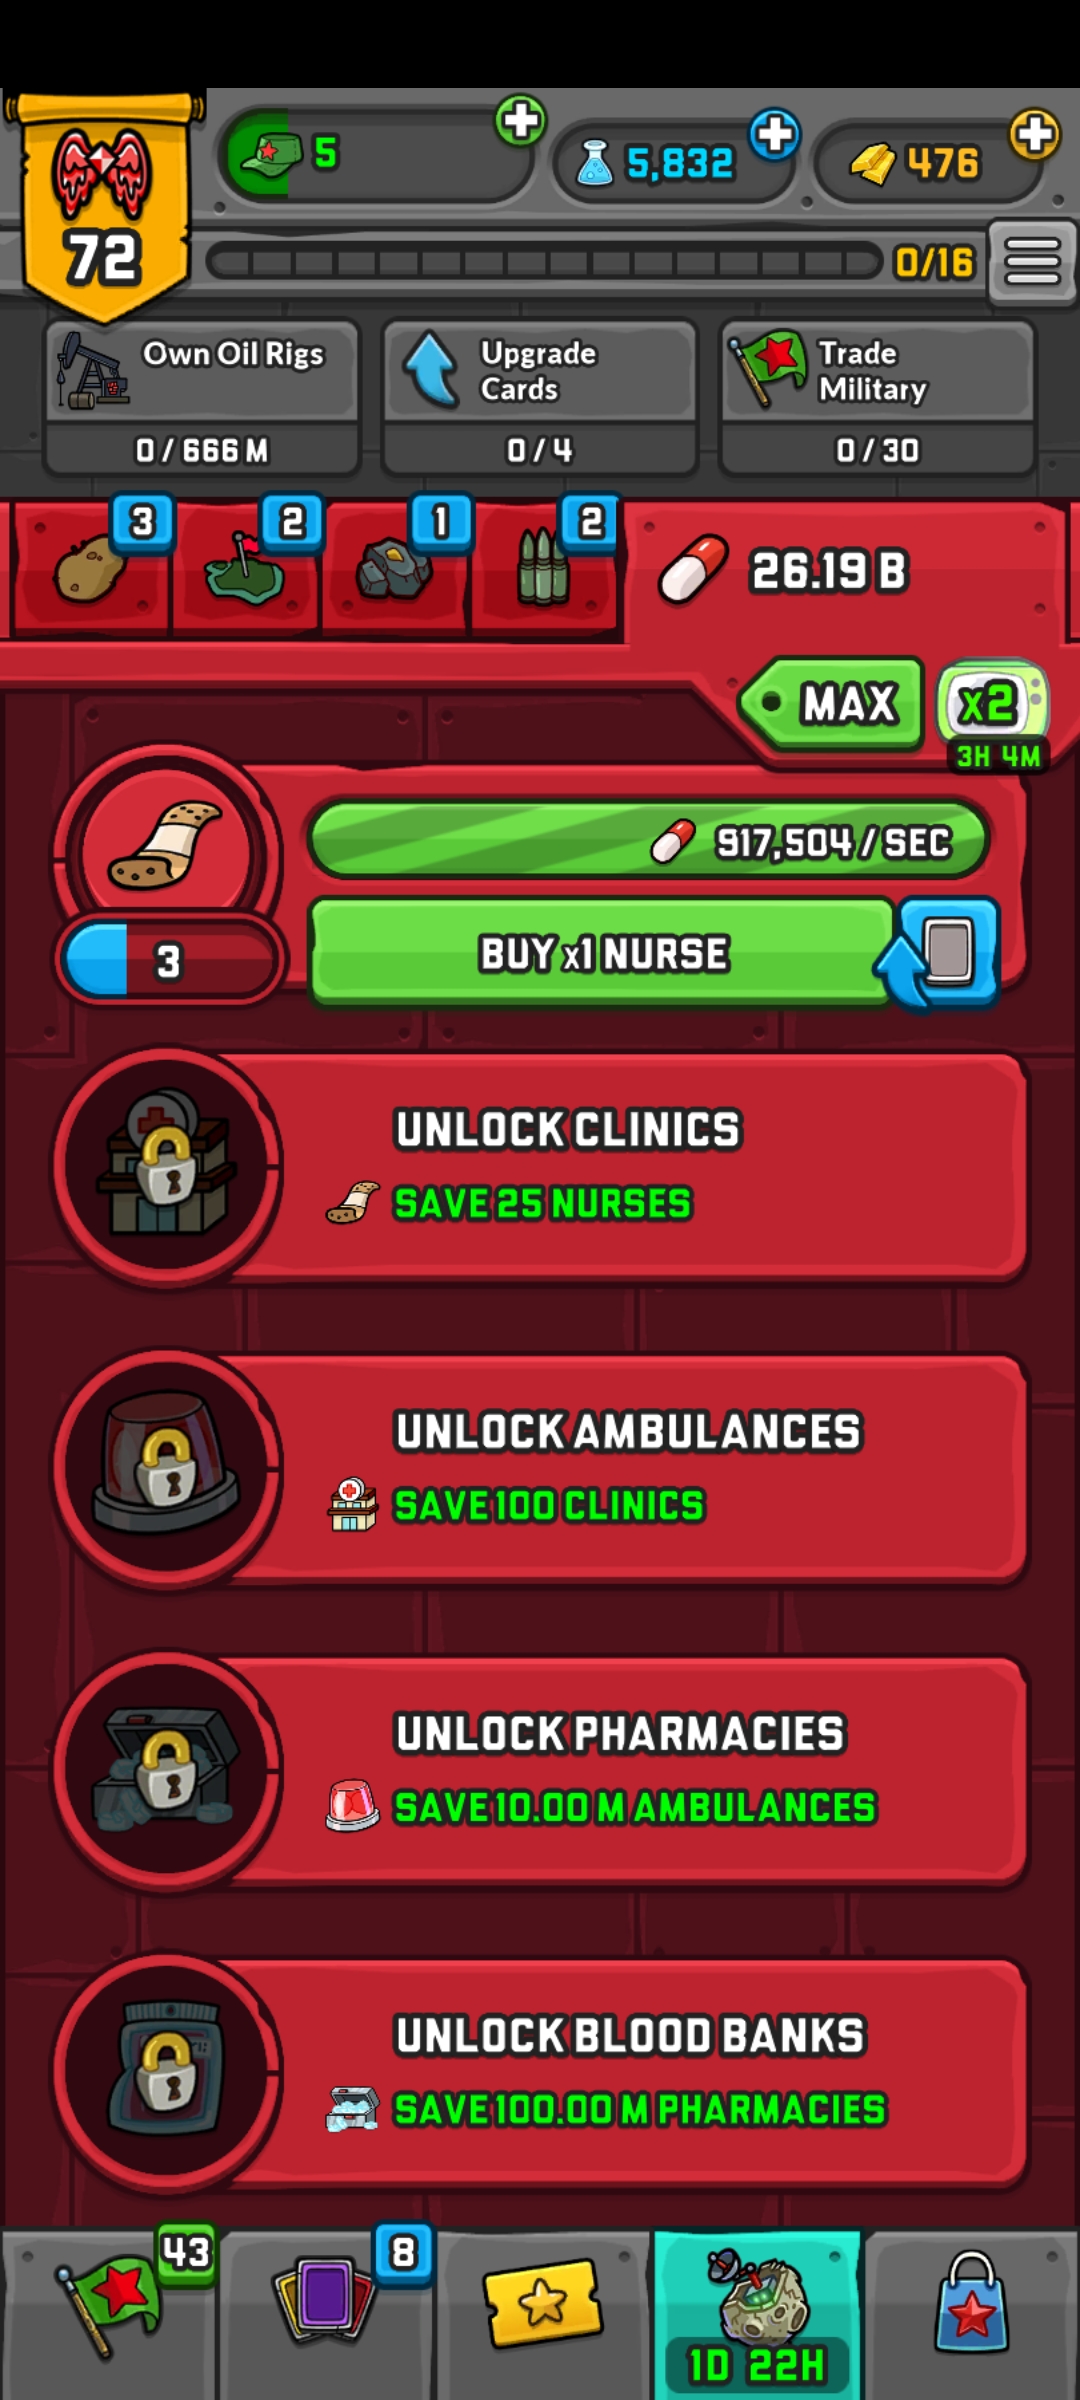 5
5,832
476
72
0/16
Own Oil Rigs
0 / 666 M
Upgrade
Cards
0 / 4
Trade
Military
0 / 30
3
2
1
2
26.19 B
MAX
x2
3H 4M
917,504 / SEC
3
BUY x1 NURSE
UNLOCK CLINICS
SAVE 25 NURSES
UNLOCK AMBULANCES
SAVE 100 CLINICS
UNLOCK PHARMACIES
SAVE 10.00 M AMBULANCES
UNLOCK BLOOD BANKS
SAVE 100.00 M PHARMACIES
43
8
1D 22H